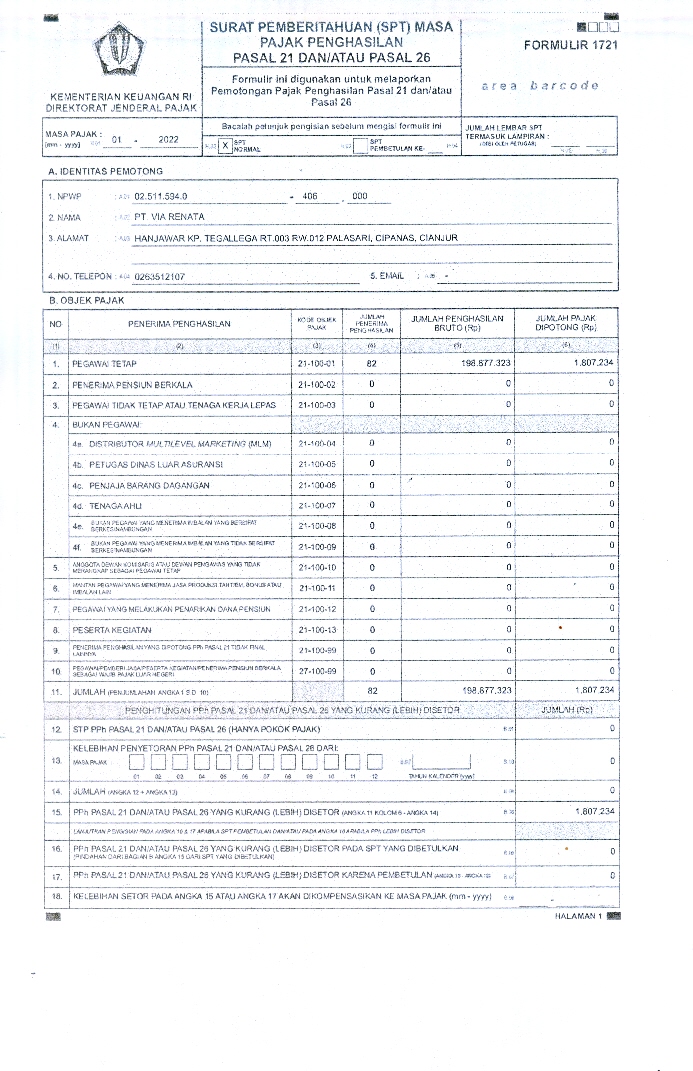 SURAT PEMBERITAHUAN (SPT) MASA
PAJAK PENGHASILAN
PASAL 21 DAN/ATAU PASAL 26
FORMULIR 1721
Formulir ini digunakan untuk melaporkan
Pemotongan Pajak Penghasilan Pasal 21 dan/atau
Pasal 26
area barcode
KEMENTERIAN KEUANGAN RI
DIREKTORAT JENDERAL PAJAK
MASA PAJAK :
[mm - yyyy] 01 - 2022
Bacalah petunjuk pengisian sebelum mengisi formulir ini
X SPT NORMAL
SPT PEMBETULAN KE-
JUMLAH LEMBAR SPT
TERMASUK LAMPIRAN :
(DIISI OLEH PETUGAS)
A. IDENTITAS PEMOTONG
1. NPWP : 02.511.594.0 - 406 . 000
2. NAMA : PT VIA RENATA
3. ALAMAT : HANJAWAR KP. TEGALLEGA RT.003 RW.012 PALASARI, CIPANAS, CIANJUR
4. NO. TELEPON : 0263512107 5. EMAIL : -
B. OBJEK PAJAK
NO PENERIMA PENGHASILAN KODE OBJEK PAJAK JUMLAH PENERIMA PENGHASILAN JUMLAH PENGHASILAN BRUTO (Rp) JUMLAH PAJAK DIPOTONG (Rp)
(1) (2) (3) (4) (5) (6)
1. PEGAWAI TETAP 21-100-01 82 198.677.323 1.807.234
2. PENERIMA PENSIUN BERKALA 21-100-02 0 0 0
3. PEGAWAI TIDAK TETAP ATAU TENAGA KERJA LEPAS 21-100-03 0 0 0
4. BUKAN PEGAWAI:
4a. DISTRIBUTOR MULTILEVEL MARKETING (MLM) 21-100-04 0 0 0
4b. PETUGAS DINAS LUAR ASURANSI 21-100-05 0 0 0
4c. PENJAJA BARANG DAGANGAN 21-100-06 0 0 0
4d. TENAGA AHLI 21-100-07 0 0 0
4e. BUKAN PEGAWAI YANG MENERIMA IMBALAN YANG BERSIFAT BERKESINAMBUNGAN 21-100-08 0 0 0
4f. BUKAN PEGAWAI YANG MENERIMA IMBALAN YANG TIDAK BERSIFAT BERKESINAMBUNGAN 21-100-09 0 0 0
5. ANGGOTA DEWAN KOMISARIS ATAU DEWAN PENGAWAS YANG TIDAK MERANGKAP SEBAGAI PEGAWAI TETAP 21-100-10 0 0 0
6. MANTAN PEGAWAI YANG MENERIMA JASA PRODUKSI, TANTIEM, BONUS ATAU IMBALAN LAIN 21-100-11 0 0 0
7. PEGAWAI YANG MELAKUKAN PENARIKAN DANA PENSIUN 21-100-12 0 0 0
8. PESERTA KEGIATAN 21-100-13 0 0 0
9. PENERIMA PENGHASILAN YANG DIPOTONG PPh PASAL 21 TIDAK FINAL LAINNYA 21-100-99 0 0 0
10. PEGAWAI/PEMBERI JASA/PESERTA KEGIATAN/PENERIMA PENSIUN BERKALA SEBAGAI WAJIB PAJAK LUAR NEGERI 27-100-99 0 0 0
11. JUMLAH (PENJUMLAHAN ANGKA 1 S.D. 10) 82 198.677.323 1.807.234
PENGHITUNGAN PPh PASAL 21 DAN/ATAU PASAL 26 YANG KURANG (LEBIH) DISETOR JUMLAH (Rp)
12. STP PPh PASAL 21 DAN/ATAU PASAL 26 (HANYA POKOK PAJAK) 0
13. KELEBIHAN PENYETORAN PPh PASAL 21 DAN/ATAU PASAL 26 DARI:
MASA PAJAK : 0
01 02 03 04 05 06 07 08 09 10 11 12 TAHUN KALENDER (yyyy)
14. JUMLAH (ANGKA 12 + ANGKA 13) 0
15. PPh PASAL 21 DAN/ATAU PASAL 26 YANG KURANG (LEBIH) DISETOR (ANGKA 11 KOLOM 6 - ANGKA 14) 1.807.234
LANJUTKAN PENGISIAN PADA ANGKA 16 & 17 APABILA SPT PEMBETULAN DAN/ATAU PADA ANGKA 18 APABILA PPh LEBIH DISETOR
16. PPh PASAL 21 DAN/ATAU PASAL 26 YANG KURANG (LEBIH) DISETOR PADA SPT YANG DIBETULKAN
(PINDAHAN DARI BAGIAN B ANGKA 15 DARI SPT YANG DIBETULKAN) 0
17. PPh PASAL 21 DAN/ATAU PASAL 26 YANG KURANG (LEBIH) DISETOR KARENA PEMBETULAN (ANGKA 15 - ANGKA 16) 0
18. KELEBIHAN SETOR PADA ANGKA 15 ATAU ANGKA 17 AKAN DIKOMPENSASIKAN KE MASA PAJAK (mm - yyyy) -
HALAMAN 1